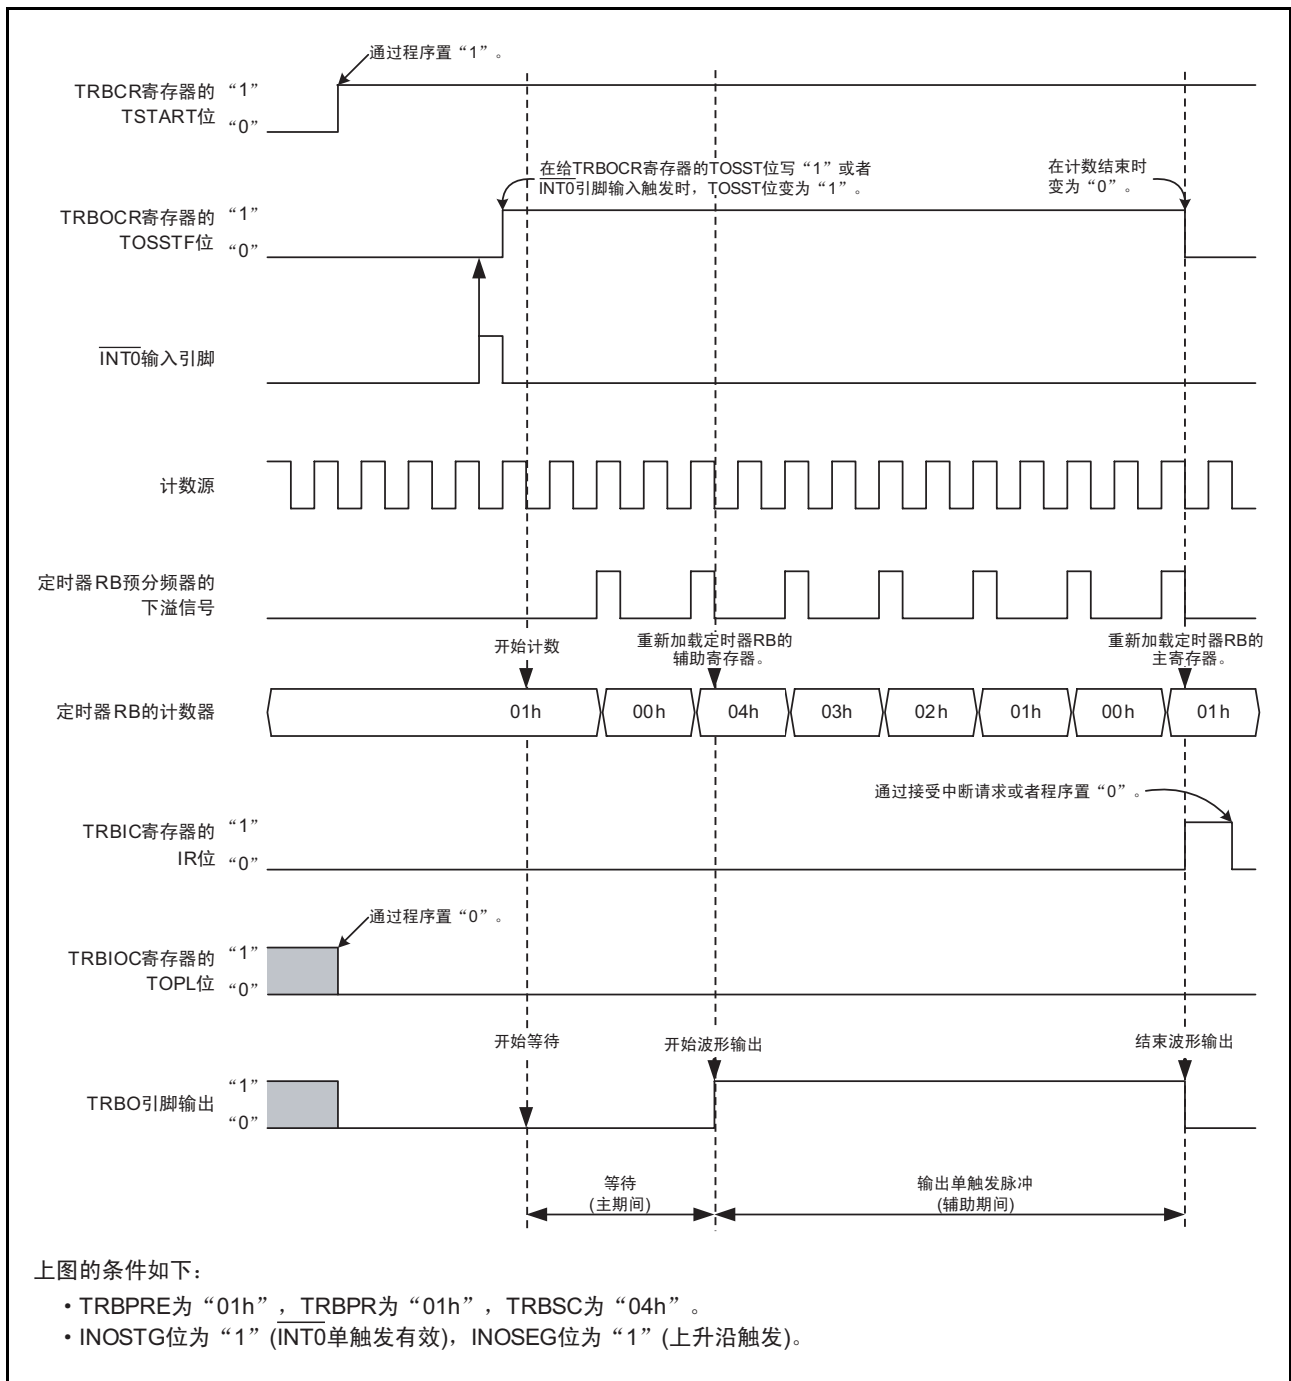 通过程序置“1”。
TRBCR寄存器的 “1”
TSTART位 “0”
在给TRBOCR寄存器的TOSST位写“1”或者
INT0引脚输入触发时，TOSST位变为“1”。
在计数结束时
变为“0”。
TRBOCR寄存器的 “1”
TOSSTF位 “0”
INT0输入引脚
计数源
定时器RB预分频器的
下溢信号
开始计数
重新加载定时器RB的
辅助寄存器。
重新加载定时器RB的
主寄存器。
定时器RB的计数器 01h 00h 04h 03h 02h 01h 00h 01h
通过接受中断请求或者程序置“0”。
TRBIC寄存器的 “1”
IR位 “0”
通过程序置“0”。
TRBIOC寄存器的 “1”
TOPL位 “0”
开始等待 开始波形输出 结束波形输出
“1”
TRBO引脚输出
“0”
等待
(主期间)
输出单触发脉冲
(辅助期间)
上图的条件如下：
•TRBPRE为“01h”，TRBPR为“01h”，TRBSC为“04h”。
•INOSTG位为“1”(INT0单触发有效)，INOSEG位为“1”(上升沿触发)。